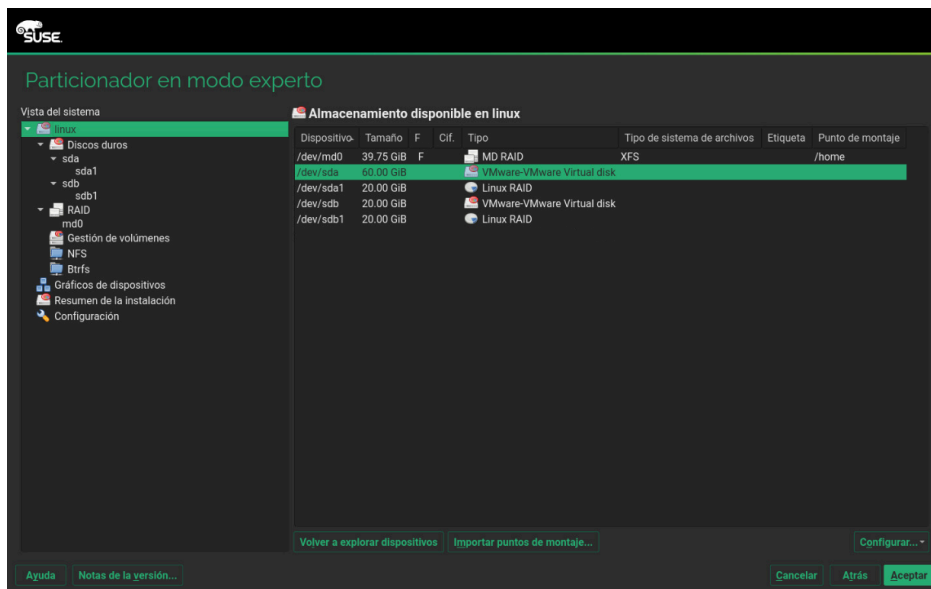 SUSE.
Particionador en modo experto
Vista del sistema
linux
Discos duros
sda
sda1
sdb
sdb1
RAID
md0
Gestión de volúmenes
NFS
Btrfs
Gráficos de dispositivos
Resumen de la instalación
Configuración
Almacenamiento disponible en linux
Dispositivo Tamaño F Cif. Tipo Tipo de sistema de archivos Etiqueta Punto de montaje
/dev/md0 39.75 GiB F MD RAID XFS /home
/dev/sda 60.00 GiB VMware-VMware Virtual disk
/dev/sda1 20.00 GiB Linux RAID
/dev/sdb 20.00 GiB VMware-VMware Virtual disk
/dev/sdb1 20.00 GiB Linux RAID
Volver a explorar dispositivos Importar puntos de montaje... Configurar...
Ayuda Notas de la versión... Cancelar Atrás Aceptar